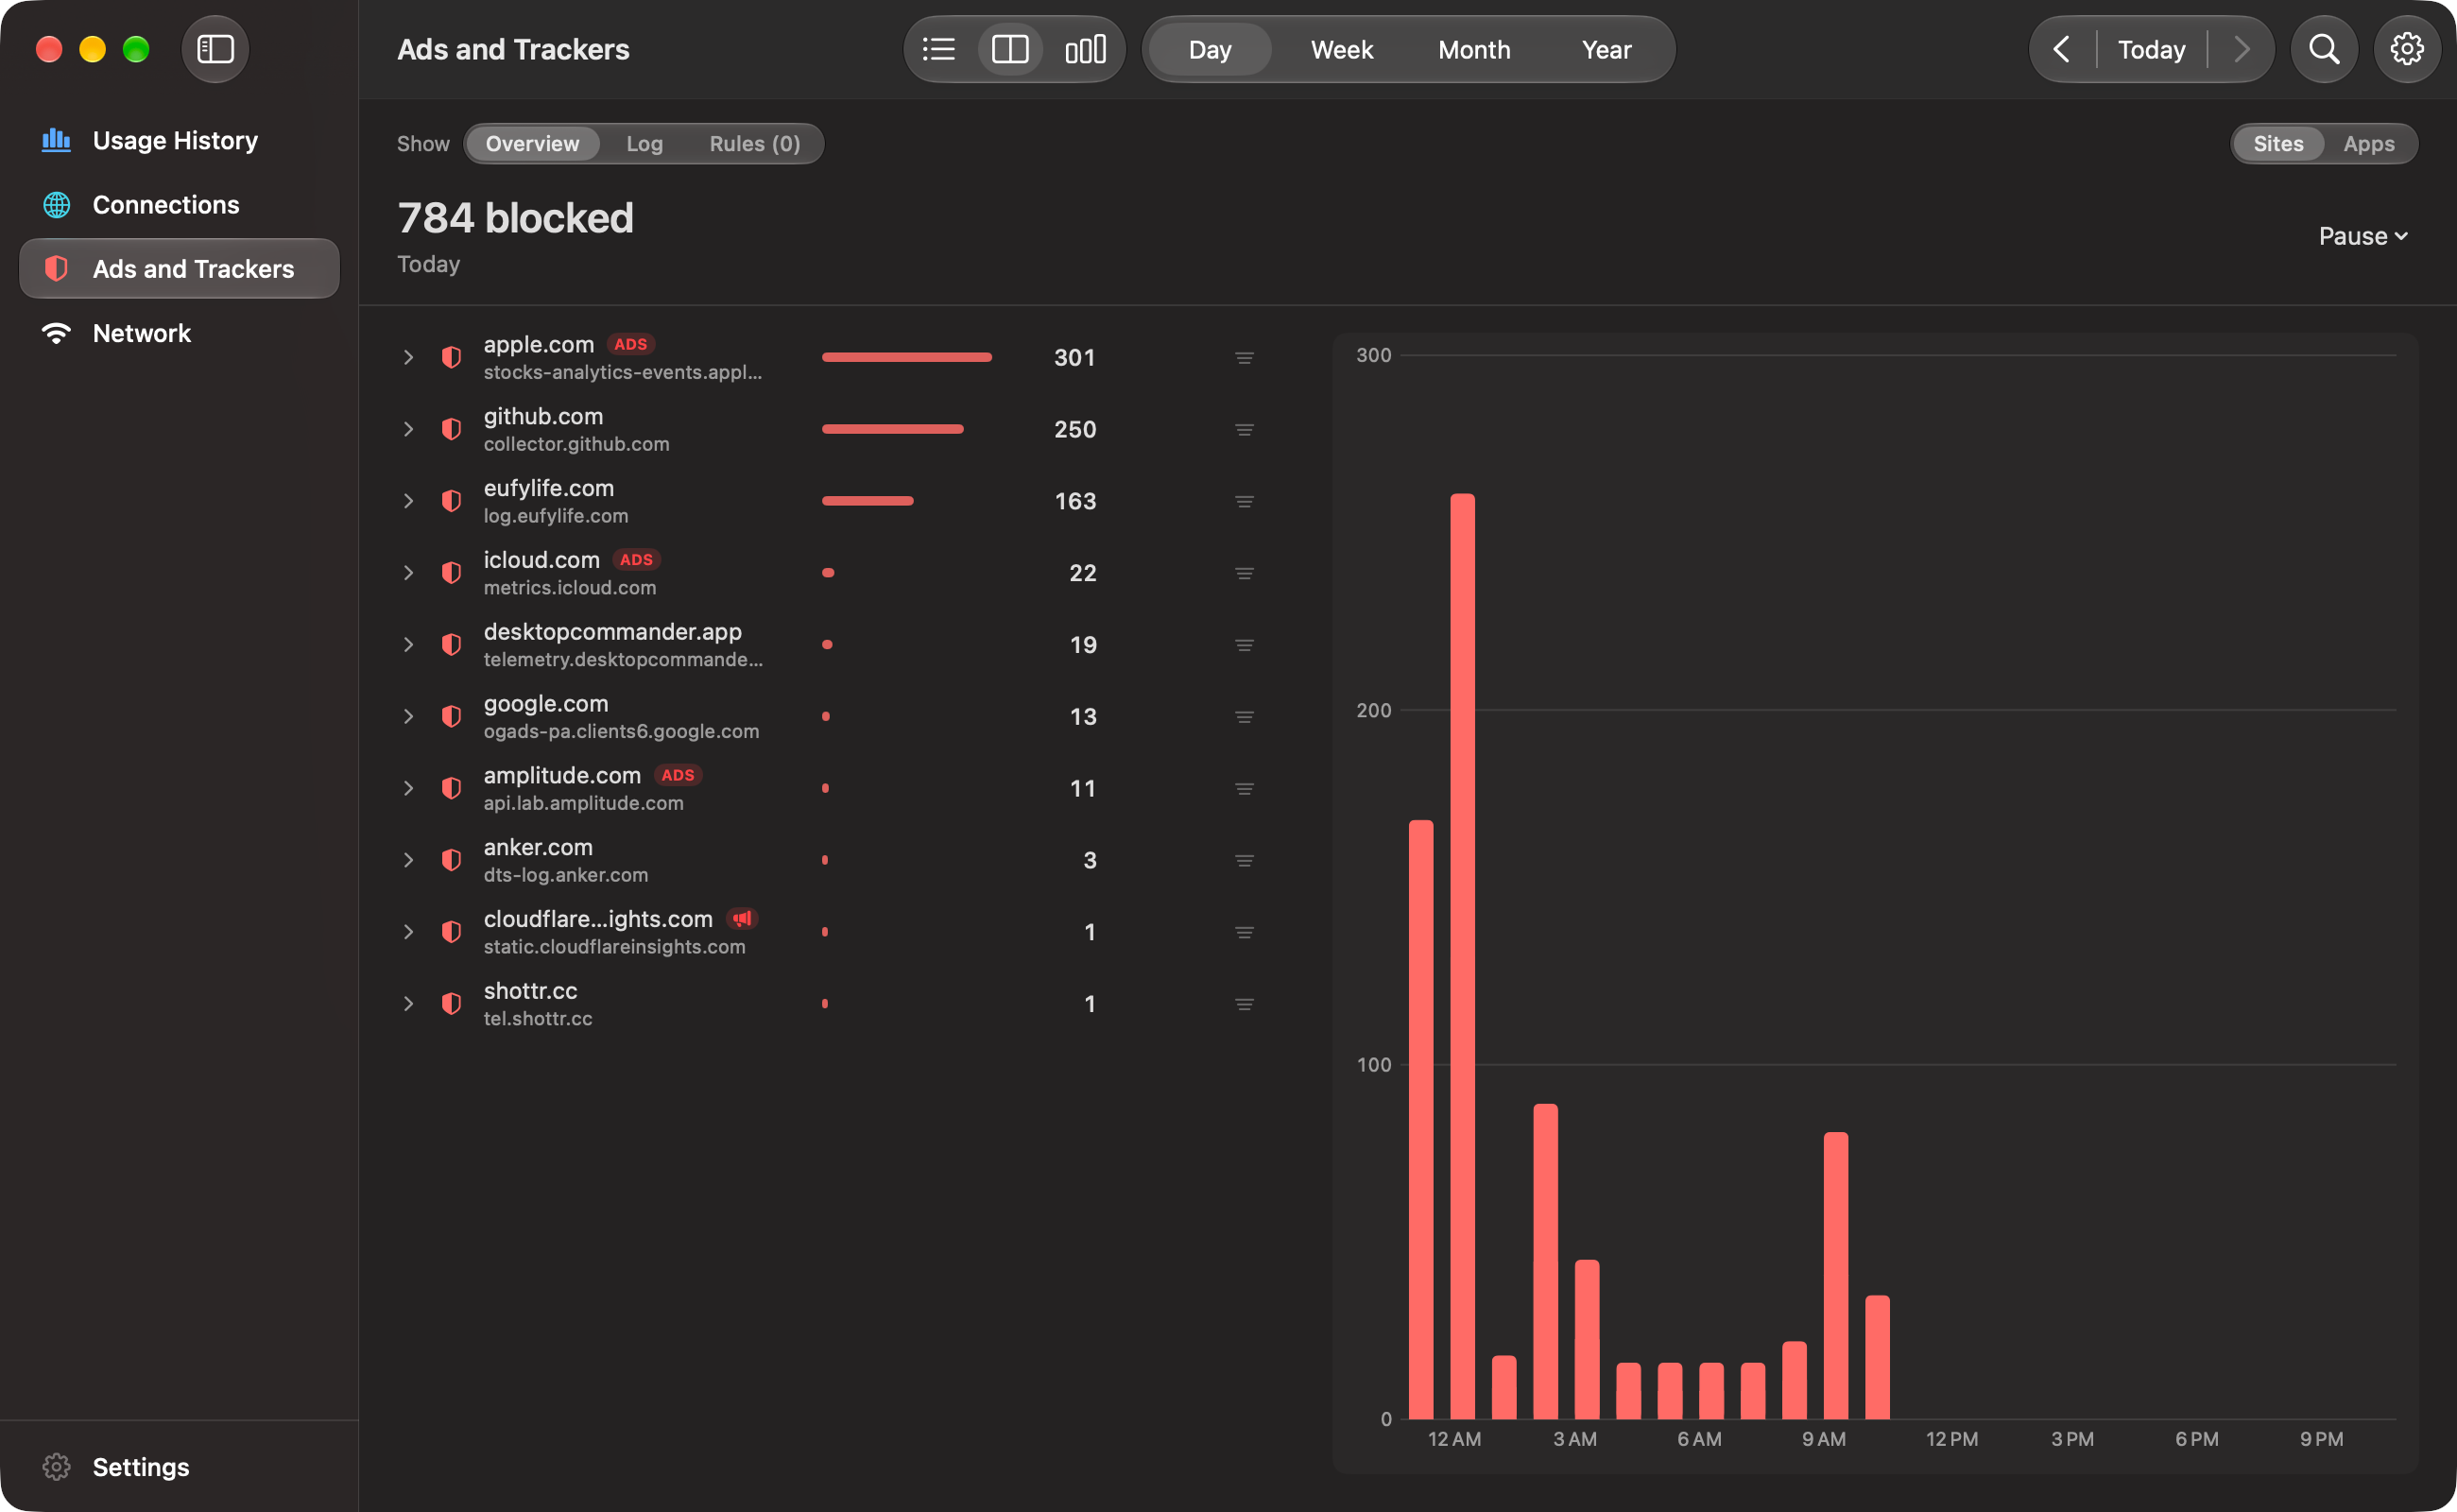 Ads and Trackers
Day Week Month Year
Today
Usage History
Connections
Ads and Trackers
Network
Settings
Show Overview Log Rules (0)
Sites Apps
784 blocked
Today
Pause
apple.com ADS
stocks-analytics-events.appl...
301
github.com
collector.github.com
250
eufylife.com
log.eufylife.com
163
icloud.com ADS
metrics.icloud.com
22
desktopcommander.app
telemetry.desktopcommande...
19
google.com
ogads-pa.clients6.google.com
13
amplitude.com ADS
api.lab.amplitude.com
11
anker.com
dts-log.anker.com
3
cloudflare...ights.com
static.cloudflareinsights.com
1
shottr.cc
tel.shottr.cc
1
300
200
100
0
12 AM 3 AM 6 AM 9 AM 12 PM 3 PM 6 PM 9 PM